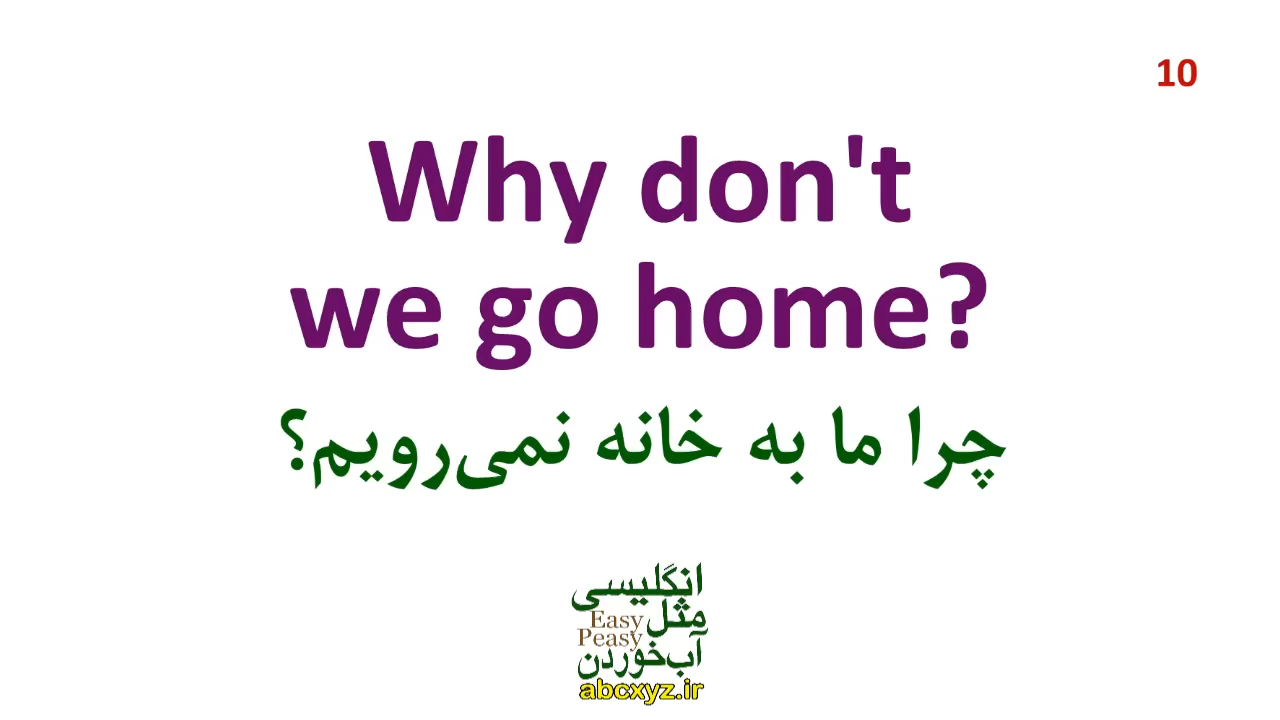 10
Why don't
we go home?
چرا ما به خانه نمی‌رویم؟
انگلیسی
مثل
Easy
Peasy
آب‌خوردن
abcxyz.ir